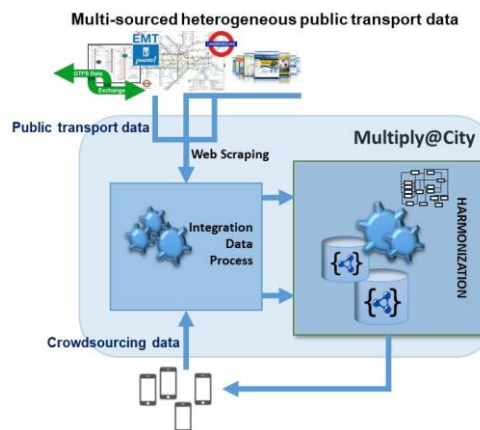 Multi-sourced heterogeneous public transport data
EMT
UNDERGROUND
GTFS Data
Exchange
Public transport data
Multiply@City
Web Scraping
Integration
Data
Process
HARMONIZATION
{ }
{ }
Crowdsourcing data